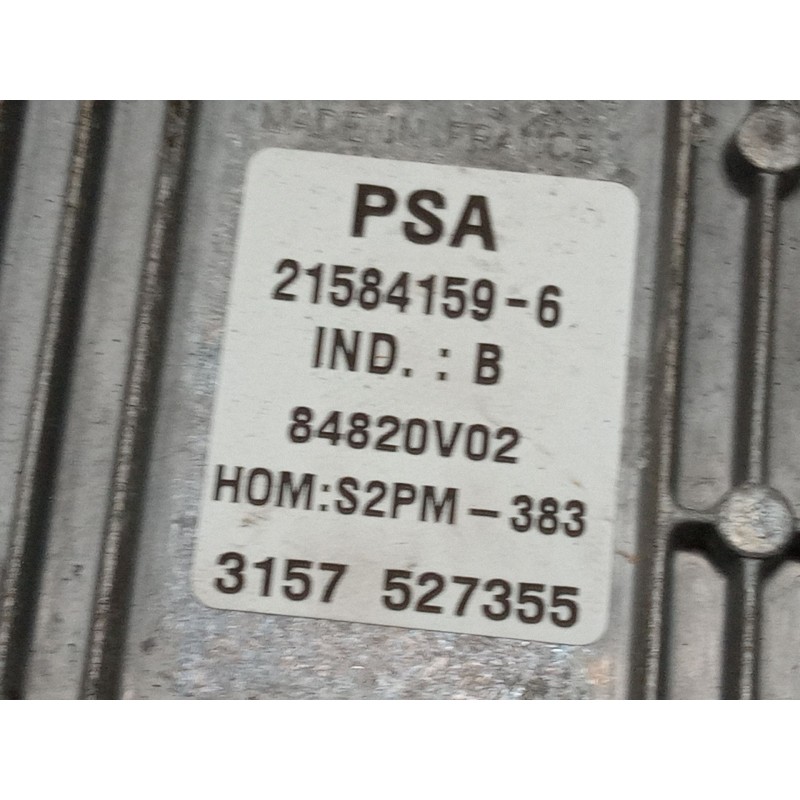 MADE IN FRANCE
PSA
21584159-6
IND. : B
84820V02
HOM:S2PM-383
3157 527355